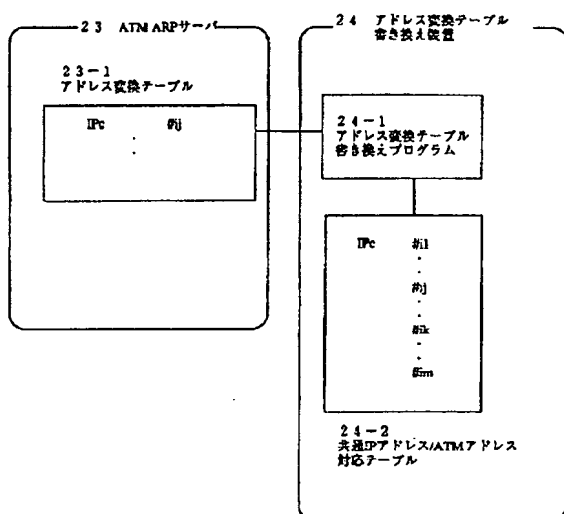 23 ATM ARPサーバ
23-1
アドレス変換テーブル
IPc #ij
24 アドレス変換テーブル
書き換え装置
24-1
アドレス変換テーブル
書き換えプログラム
IPc #i1
#ij
#ik
#im
24-2
共通IPアドレス/ATMアドレス
対応テーブル